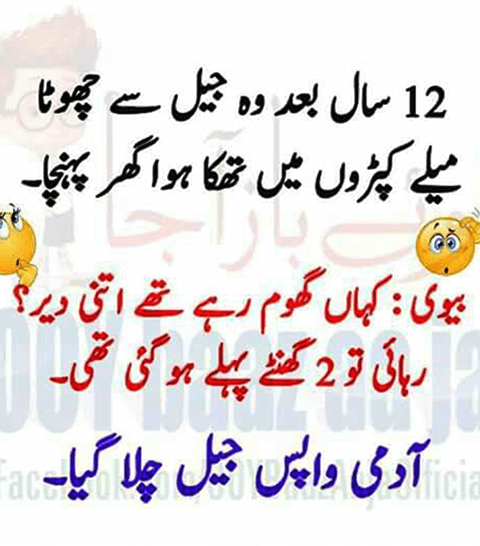 12 سال بعد وہ جیل سے چھوٹا
میلے کپڑوں میں تھکا ہوا گھر پہنچا۔
بیوی: کہاں گھوم رہے تھے اتنی دیر؟
رہائی تو 2 گھنٹے پہلے ہو گئی تھی۔
آدمی واپس جیل چلا گیا۔